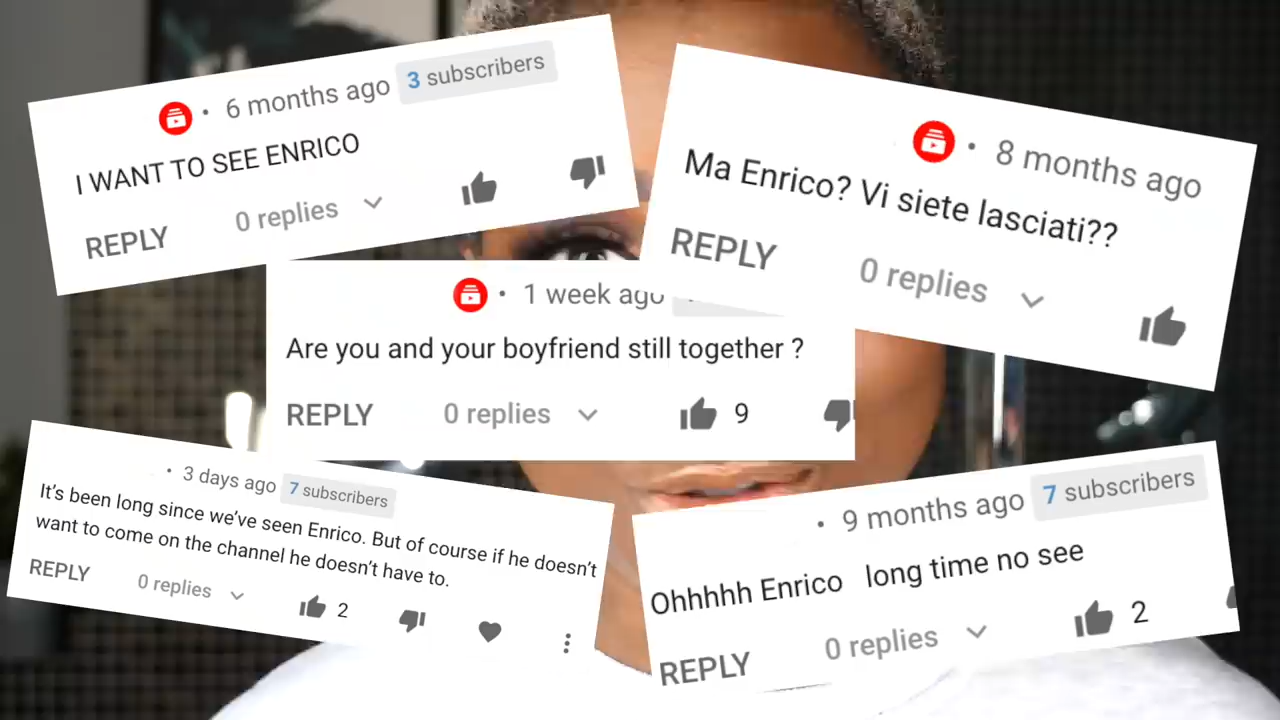 • 6 months ago 3 subscribers
I WANT TO SEE ENRICO
REPLY 0 replies
• 8 months ago
Ma Enrico? Vi siete lasciati??
REPLY 0 replies
• 1 week ago
Are you and your boyfriend still together ?
REPLY 0 replies 9
• 3 days ago 7 subscribers
It's been long since we've seen Enrico. But of course if he doesn't
want to come on the channel he doesn't have to.
REPLY 0 replies 2
• 9 months ago 7 subscribers
Ohhhhh Enrico long time no see
REPLY 0 replies 2